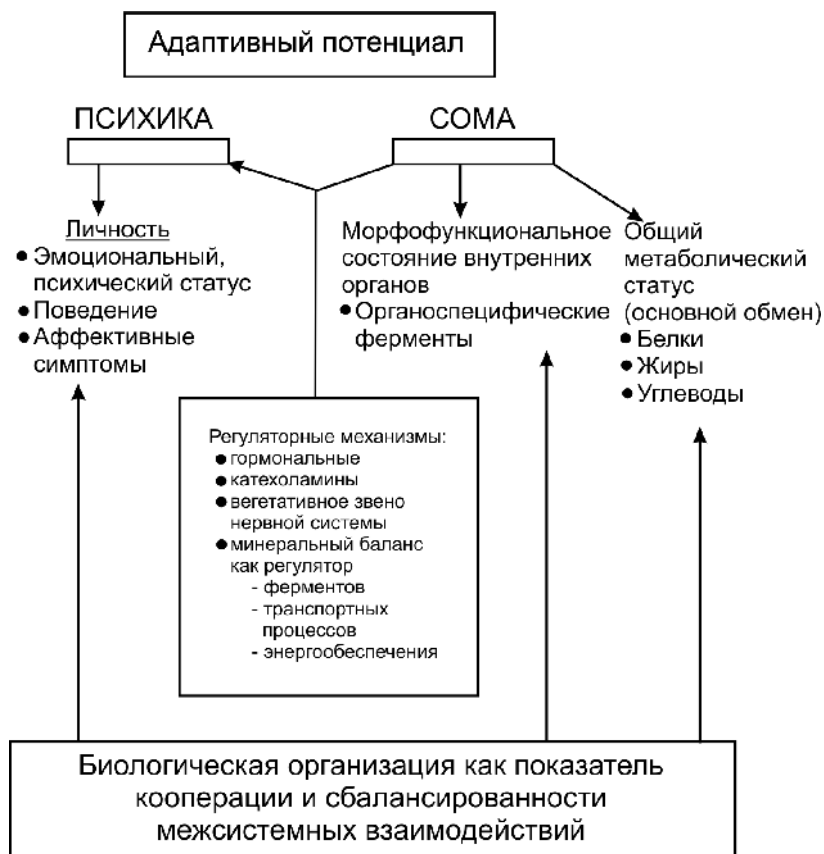 Адаптивный потенциал
ПСИХИКА
СОМА
Личность
● Эмоциональный,
психический статус
● Поведение
● Аффективные
симптомы
Морфофункциональное
состояние внутренних
органов
● Органоспецифические
ферменты
Общий
метаболический
статус
(основной обмен)
● Белки
● Жиры
● Углеводы
Регуляторные механизмы:
● гормональные
● катехоламины
● вегетативное звено
нервной системы
● минеральный баланс
как регулятор
- ферментов
- транспортных
процессов
- энергообеспечения
Биологическая организация как показатель
кооперации и сбалансированности
межсистемных взаимодействий